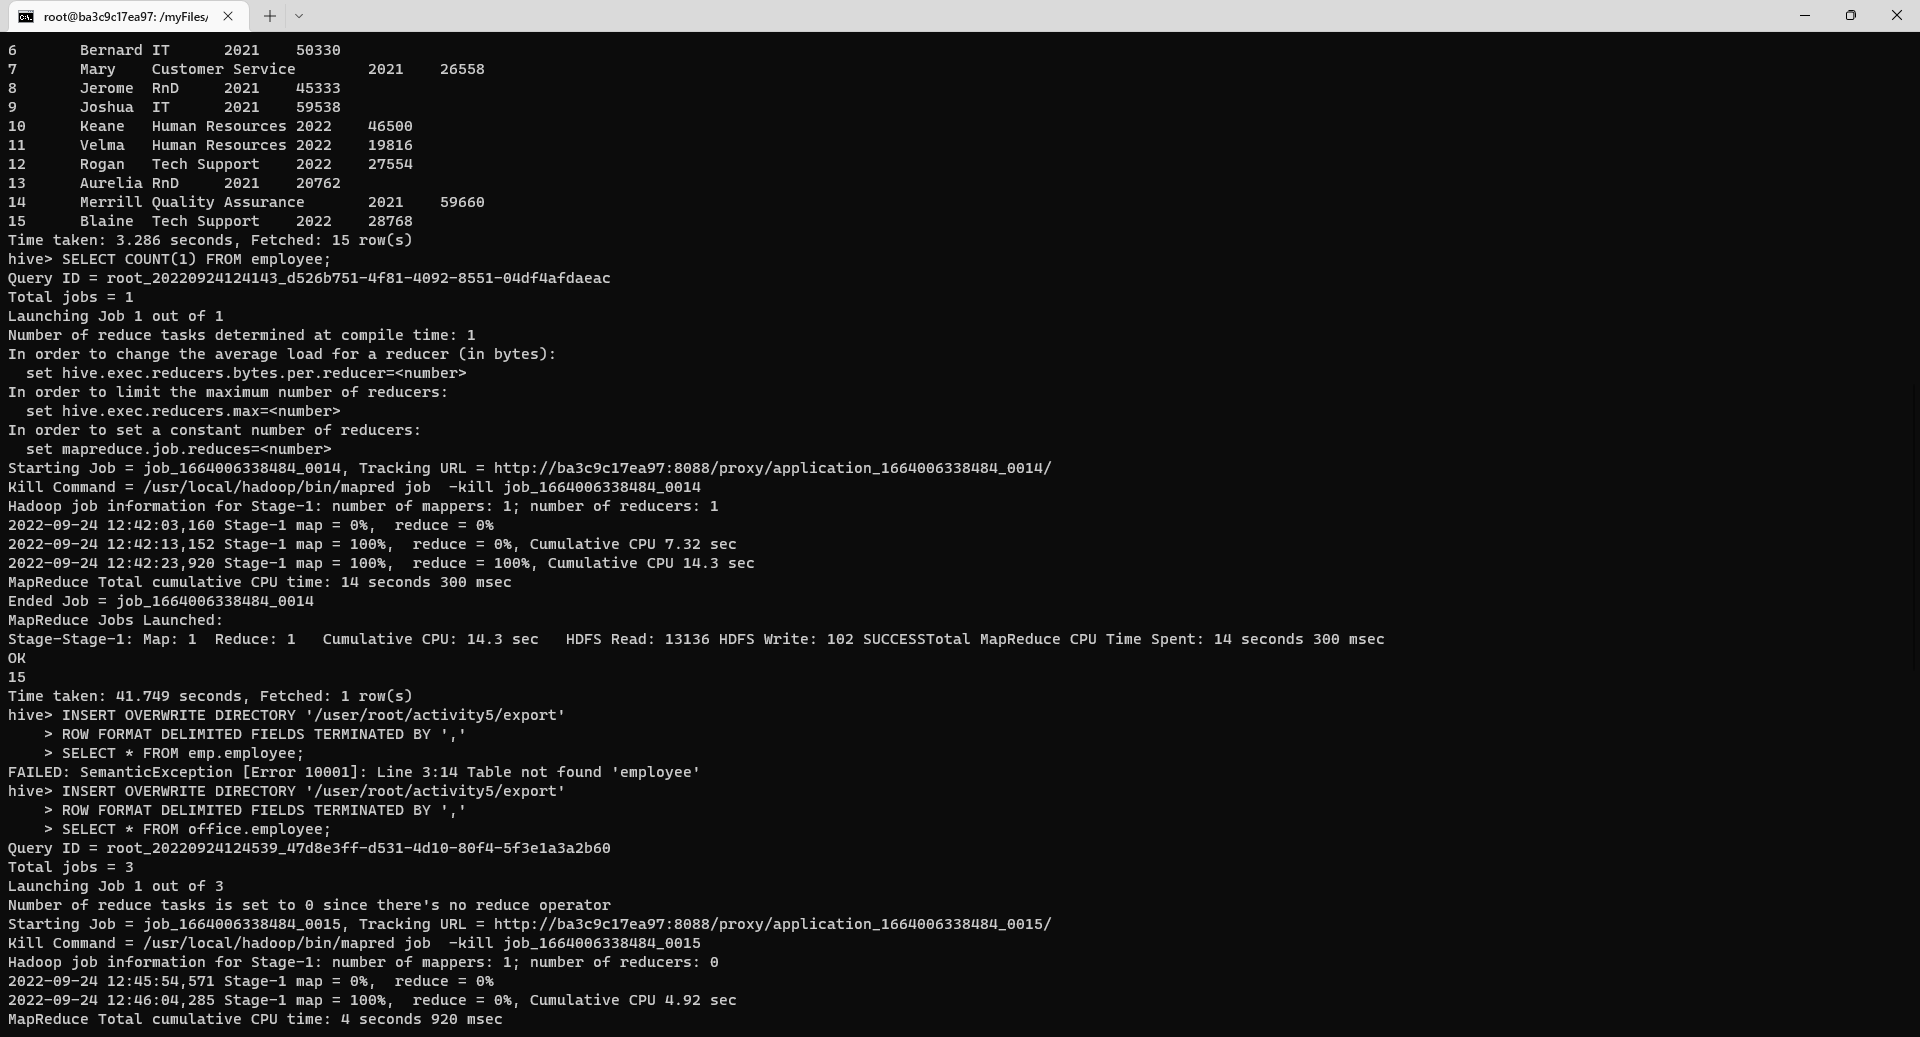 root@ba3c9c17ea97: /myFiles/
6 Bernard IT 2021 50330
7 Mary Customer Service 2021 26558
8 Jerome RnD 2021 45333
9 Joshua IT 2021 59538
10 Keane Human Resources 2022 46500
11 Velma Human Resources 2022 19816
12 Rogan Tech Support 2022 27554
13 Aurelia RnD 2021 20762
14 Merrill Quality Assurance 2021 59660
15 Blaine Tech Support 2022 28768
Time taken: 3.286 seconds, Fetched: 15 row(s)
hive> SELECT COUNT(1) FROM employee;
Query ID = root_20220924124143_d526b751-4f81-4092-8551-04df4afdaeac
Total jobs = 1
Launching Job 1 out of 1
Number of reduce tasks determined at compile time: 1
In order to change the average load for a reducer (in bytes):
  set hive.exec.reducers.bytes.per.reducer=<number>
In order to limit the maximum number of reducers:
  set hive.exec.reducers.max=<number>
In order to set a constant number of reducers:
  set mapreduce.job.reduces=<number>
Starting Job = job_1664006338484_0014, Tracking URL = http://ba3c9c17ea97:8088/proxy/application_1664006338484_0014/
Kill Command = /usr/local/hadoop/bin/mapred job  -kill job_1664006338484_0014
Hadoop job information for Stage-1: number of mappers: 1; number of reducers: 1
2022-09-24 12:42:03,160 Stage-1 map = 0%,  reduce = 0%
2022-09-24 12:42:13,152 Stage-1 map = 100%,  reduce = 0%, Cumulative CPU 7.32 sec
2022-09-24 12:42:23,920 Stage-1 map = 100%,  reduce = 100%, Cumulative CPU 14.3 sec
MapReduce Total cumulative CPU time: 14 seconds 300 msec
Ended Job = job_1664006338484_0014
MapReduce Jobs Launched:
Stage-Stage-1: Map: 1  Reduce: 1   Cumulative CPU: 14.3 sec   HDFS Read: 13136 HDFS Write: 102 SUCCESSTotal MapReduce CPU Time Spent: 14 seconds 300 msec
OK
15
Time taken: 41.749 seconds, Fetched: 1 row(s)
hive> INSERT OVERWRITE DIRECTORY '/user/root/activity5/export'
    > ROW FORMAT DELIMITED FIELDS TERMINATED BY ','
    > SELECT * FROM emp.employee;
FAILED: SemanticException [Error 10001]: Line 3:14 Table not found 'employee'
hive> INSERT OVERWRITE DIRECTORY '/user/root/activity5/export'
    > ROW FORMAT DELIMITED FIELDS TERMINATED BY ','
    > SELECT * FROM office.employee;
Query ID = root_20220924124539_47d8e3ff-d531-4d10-80f4-5f3e1a3a2b60
Total jobs = 3
Launching Job 1 out of 3
Number of reduce tasks is set to 0 since there's no reduce operator
Starting Job = job_1664006338484_0015, Tracking URL = http://ba3c9c17ea97:8088/proxy/application_1664006338484_0015/
Kill Command = /usr/local/hadoop/bin/mapred job  -kill job_1664006338484_0015
Hadoop job information for Stage-1: number of mappers: 1; number of reducers: 0
2022-09-24 12:45:54,571 Stage-1 map = 0%,  reduce = 0%
2022-09-24 12:46:04,285 Stage-1 map = 100%,  reduce = 0%, Cumulative CPU 4.92 sec
MapReduce Total cumulative CPU time: 4 seconds 920 msec